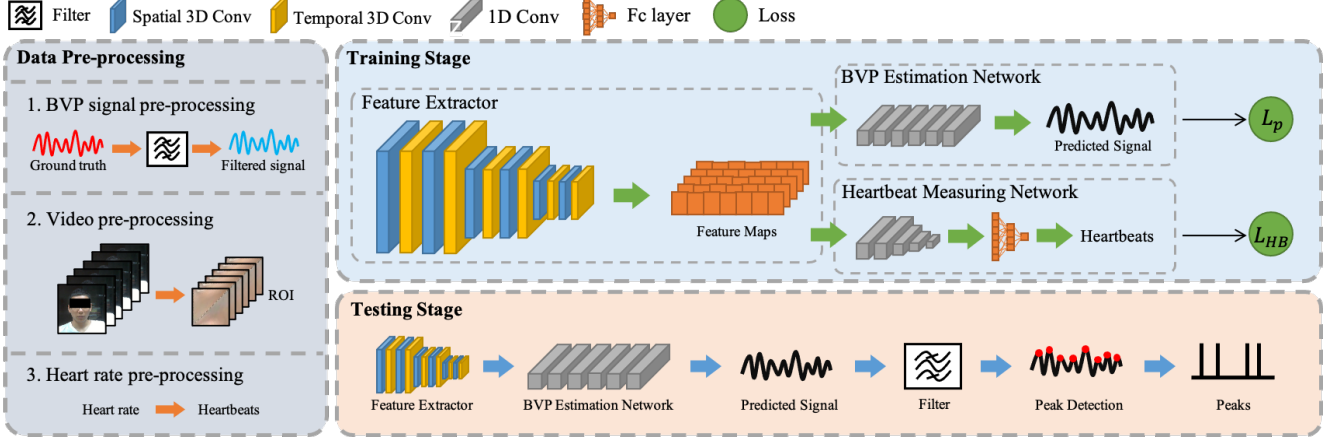 Filter
Spatial 3D Conv
Temporal 3D Conv
1D Conv
Fc layer
Loss
Data Pre-processing
1. BVP signal pre-processing
Ground truth
Filtered signal
2. Video pre-processing
ROI
3. Heart rate pre-processing
Heart rate
Heartbeats
Training Stage
Feature Extractor
Feature Maps
BVP Estimation Network
Predicted Signal
Lp
Heartbeat Measuring Network
Heartbeats
LHB
Testing Stage
Feature Extractor
BVP Estimation Network
Predicted Signal
Filter
Peak Detection
Peaks